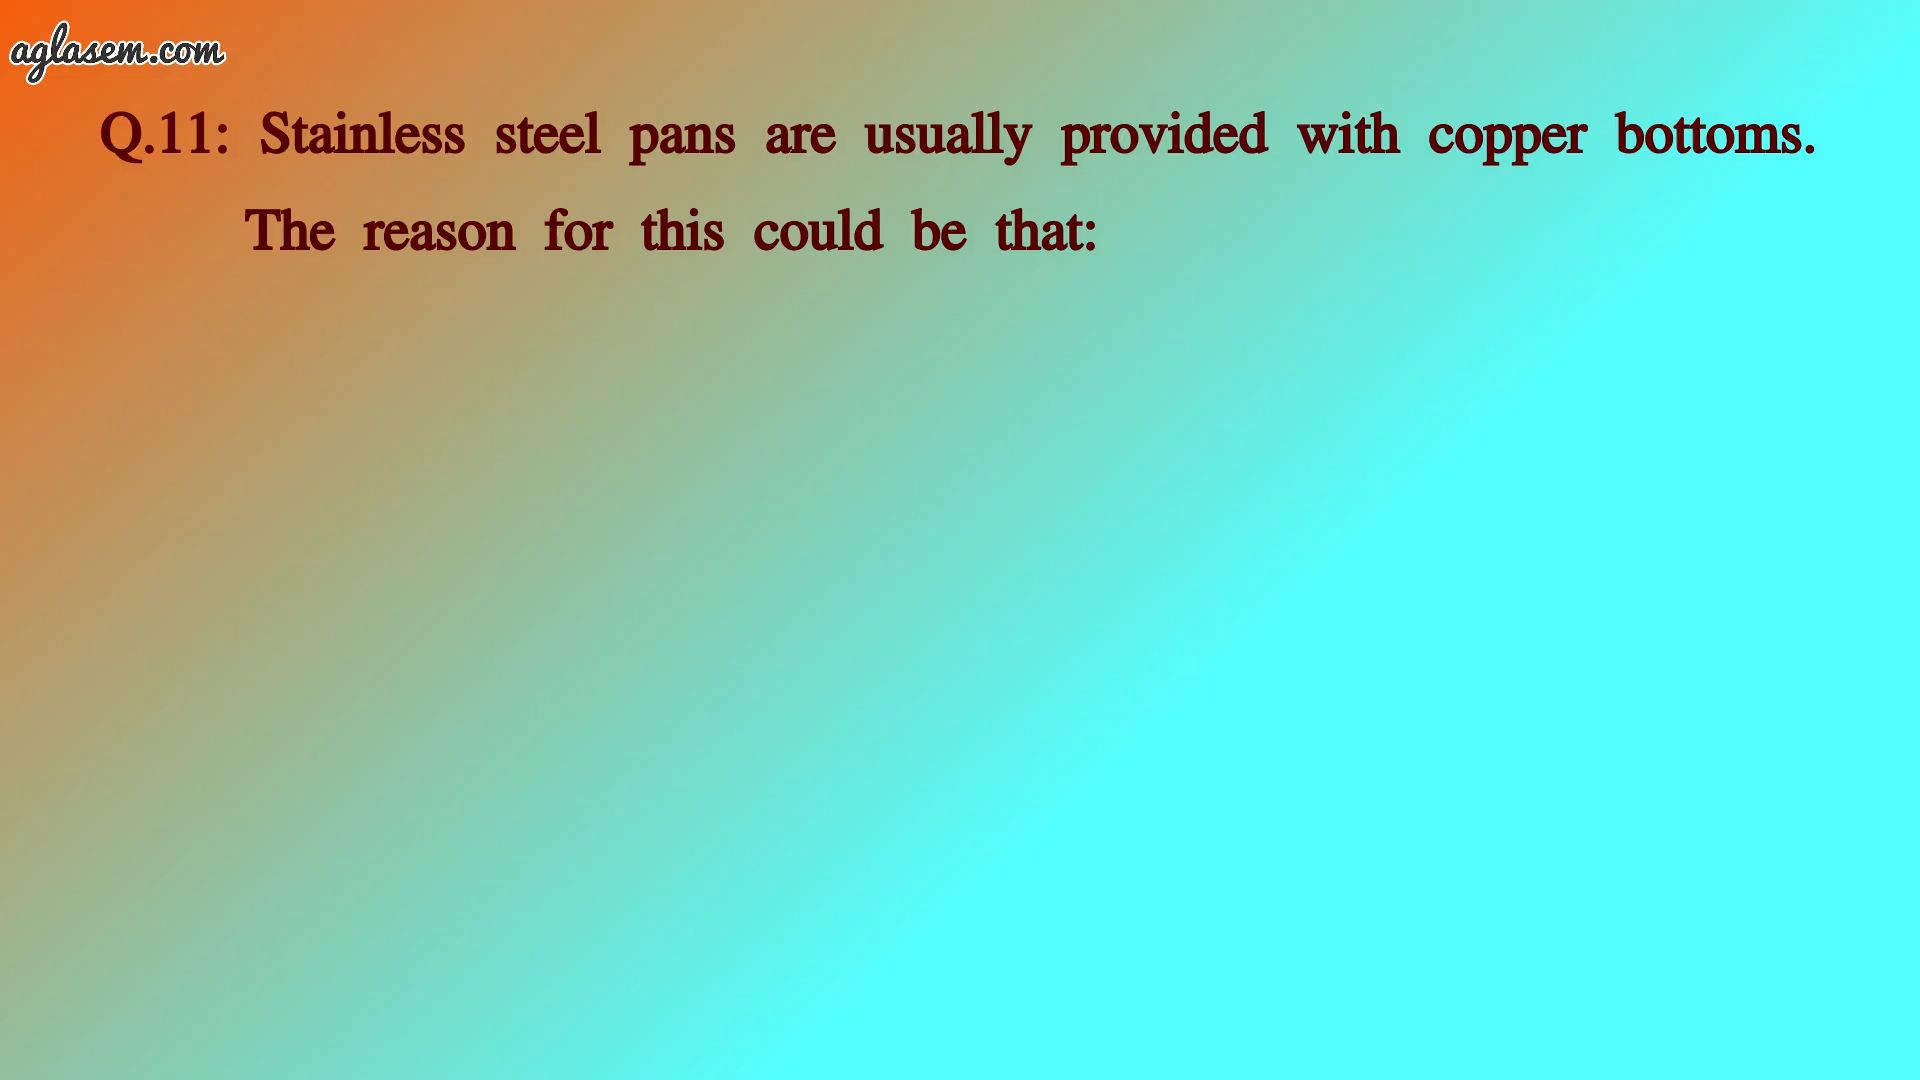 aglasem.com
Q.11: Stainless steel pans are usually provided with copper bottoms.
The reason for this could be that: